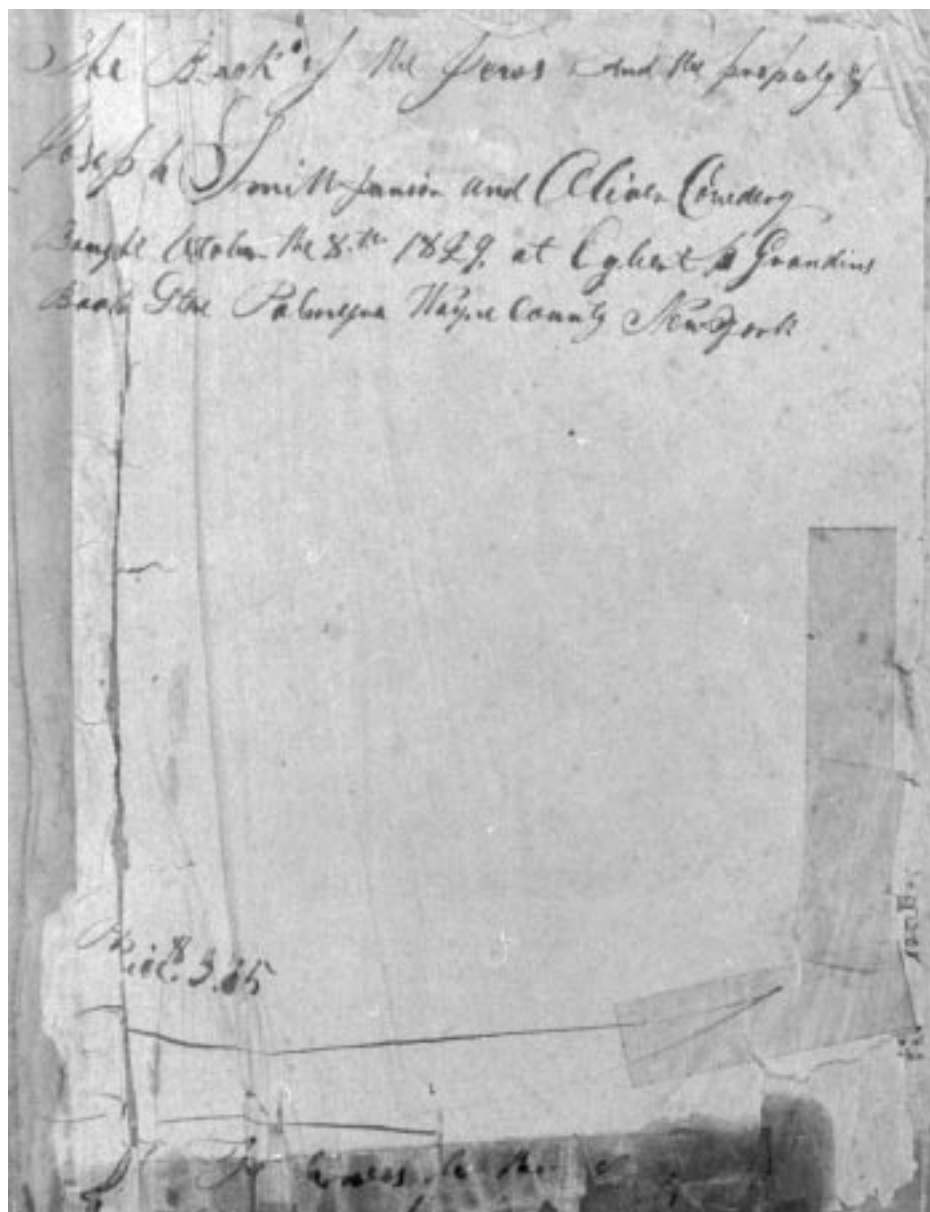 The Book of the Jews And the property of
Joseph Smith Junior and Oliver Cowdery
Bought October the 8th 1829, at Egbert B Grandins
Book Store Palmyra Wayne County New York
Price $3.85